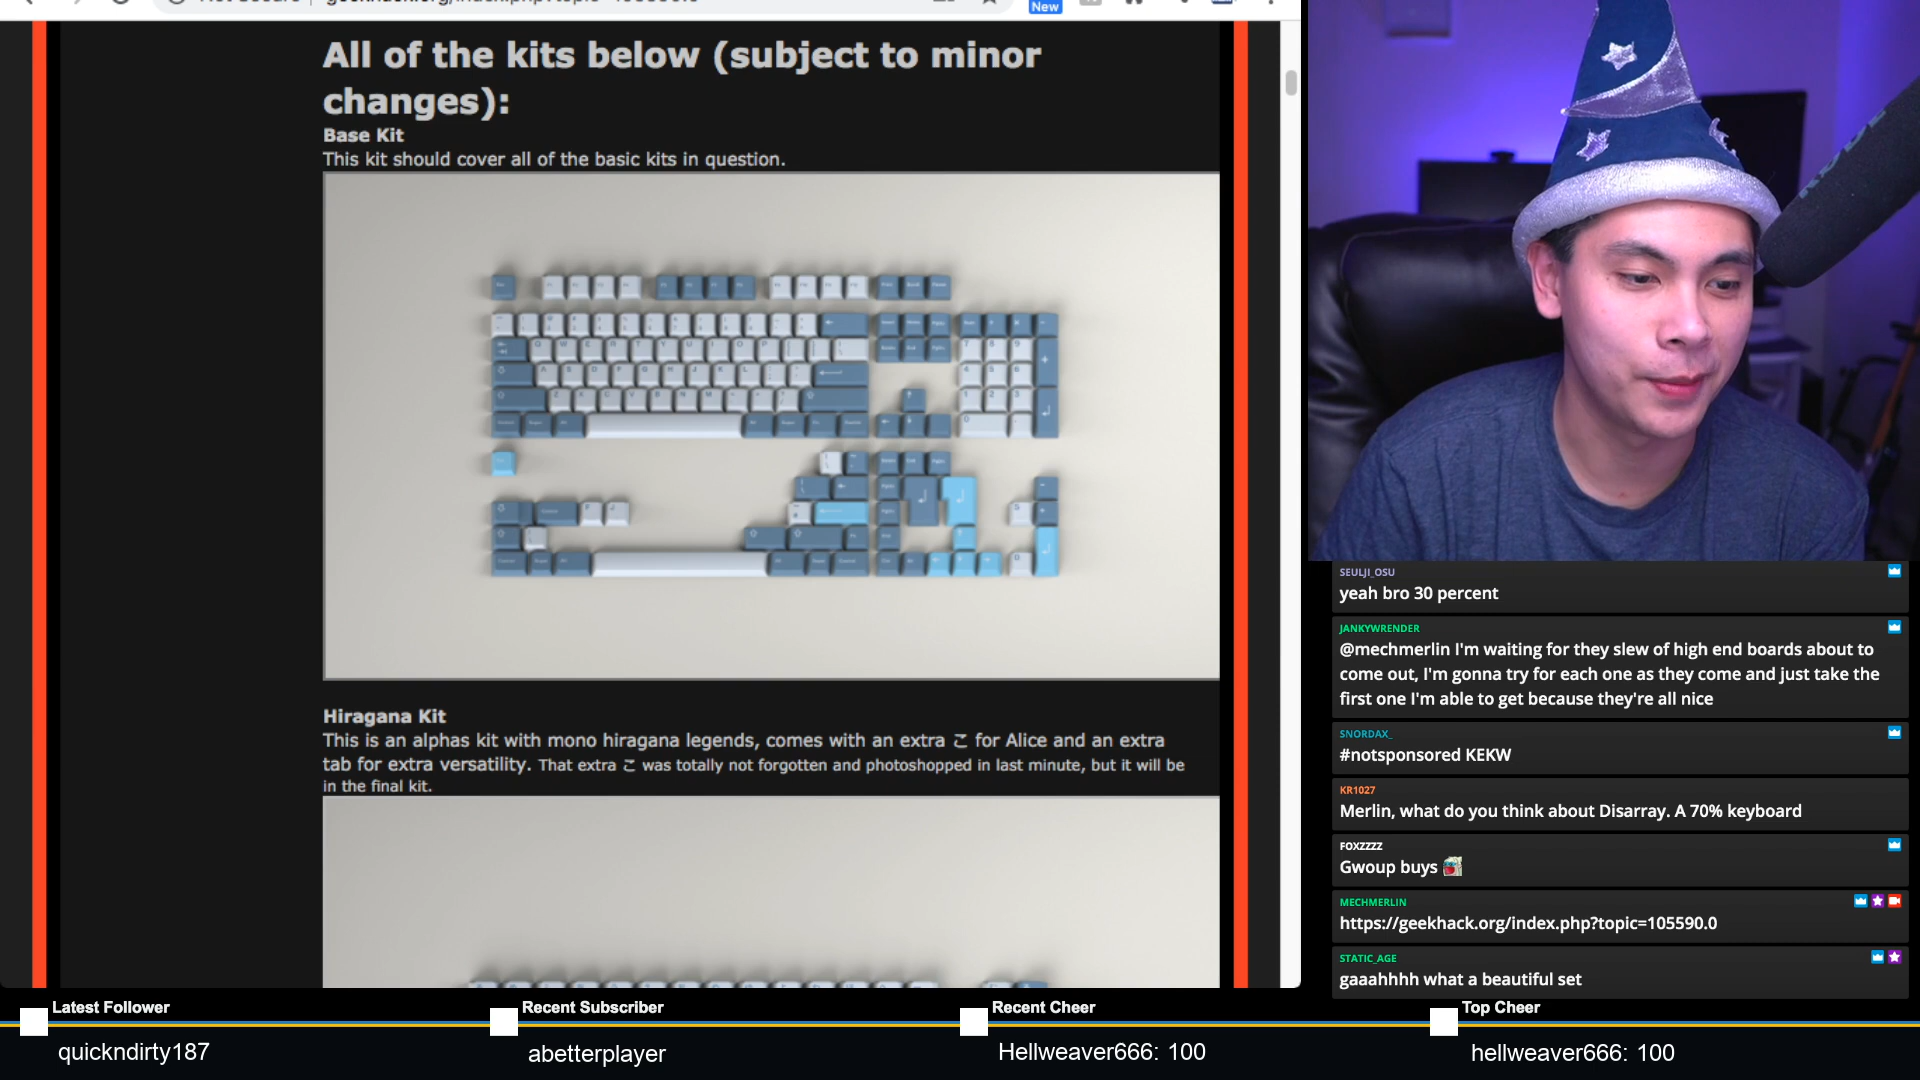 New
All of the kits below (subject to minor
changes):
Base Kit
This kit should cover all of the basic kits in question.
Hiragana Kit
This is an alphas kit with mono hiragana legends, comes with an extra こ for Alice and an extra
tab for extra versatility. That extra こ was totally not forgotten and photoshopped in last minute, but it will be
in the final kit.
SEULJI_OSU
yeah bro 30 percent
JANKYWRENDER
@mechmerlin I'm waiting for they slew of high end boards about to
come out, I'm gonna try for each one as they come and just take the
first one I'm able to get because they're all nice
SNORDAX_
#notsponsored KEKW
KR1027
Merlin, what do you think about Disarray. A 70% keyboard
FOXZZZZ
Gwoup buys
MECHMERLIN
https://geekhack.org/index.php?topic=105590.0
STATIC_AGE
gaaahhhh what a beautiful set
Latest Follower
quickndirty187
Recent Subscriber
abetterplayer
Recent Cheer
Hellweaver666: 100
Top Cheer
hellweaver666: 100